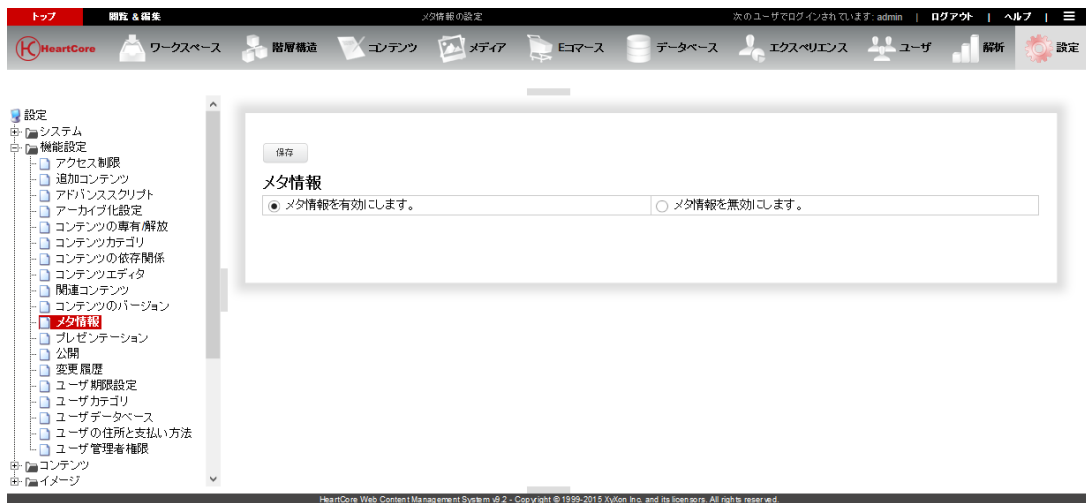 トップ 閲覧 & 編集 メタ情報の設定 次のユーザでログインされています: admin | ログアウト | ヘルプ |
HeartCore ワークスペース 階層構造 コンテンツ メディア Eコマース データベース エクスペリエンス ユーザ 解析 設定
設定
システム
機能設定
アクセス制限
追加コンテンツ
アドバンススクリプト
アーカイブ化設定
コンテンツの専有/解放
コンテンツカテゴリ
コンテンツの依存関係
コンテンツエディタ
関連コンテンツ
コンテンツのバージョン
メタ情報
プレゼンテーション
公開
変更履歴
ユーザ期限設定
ユーザカテゴリ
ユーザデータベース
ユーザの住所と支払い方法
ユーザ管理者権限
コンテンツ
イメージ
保存
メタ情報
メタ情報を有効にします。 メタ情報を無効にします。
HeartCore Web Content Management System v9.2 - Copyright © 1999-2015 XyXon Inc. and its licensors. All rights reserved.